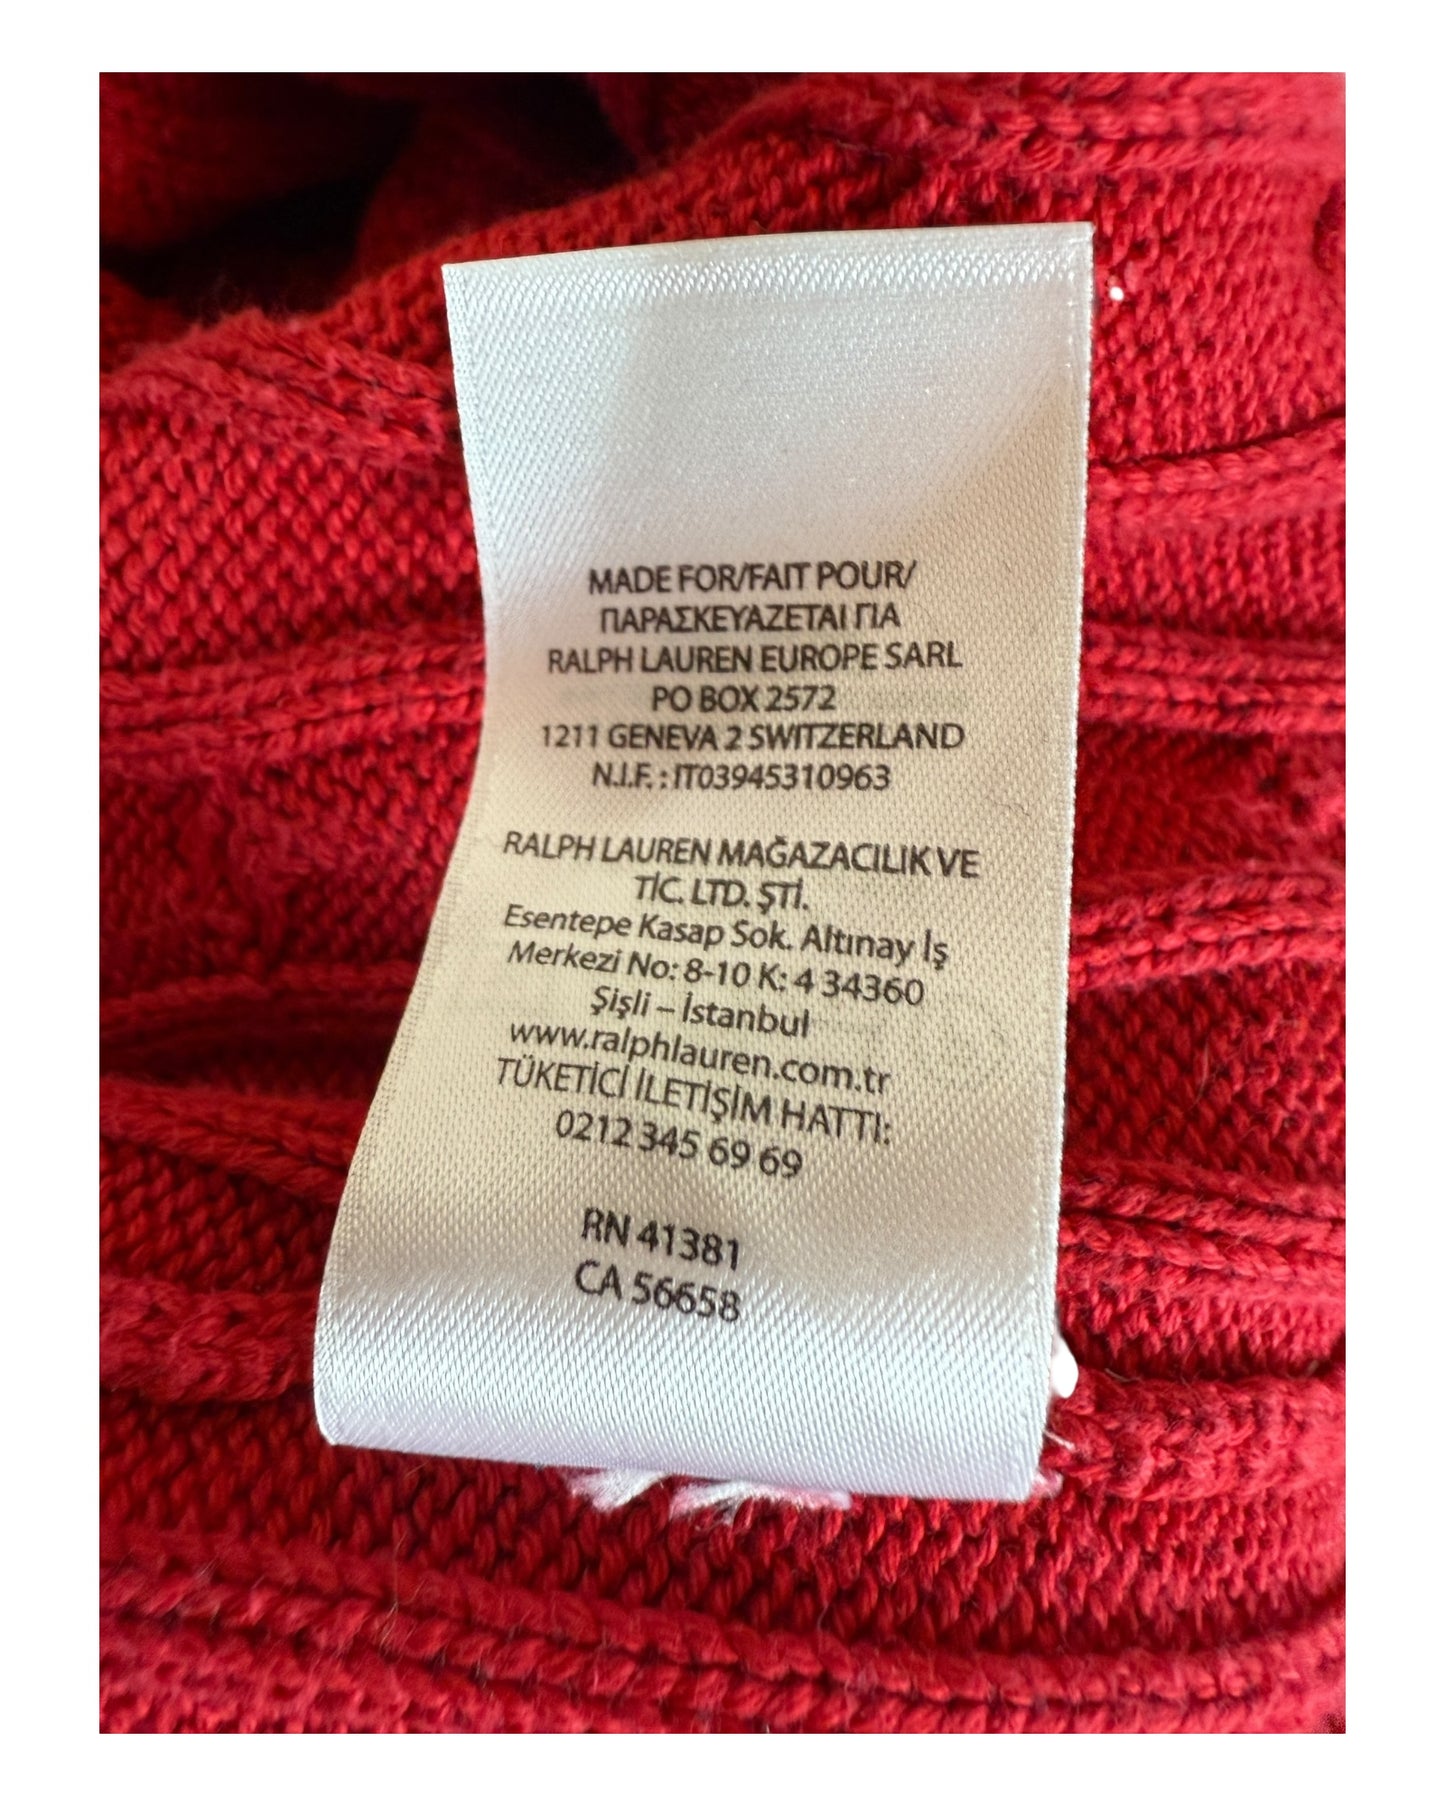 MADE FOR/FAIT POUR/
ΠΑΡΑΣΚΕΥΑΖΕΤΑΙ ΓΙΑ
RALPH LAUREN EUROPE SARL
PO BOX 2572
1211 GENEVA 2 SWITZERLAND
N.I.F. : IT03945310963
RALPH LAUREN MAĞAZACILIK VE
TİC. LTD. ŞTİ.
Esentepe Kasap Sok. Altınay İş
Merkezi No: 8-10 K: 4 34360
Şişli – İstanbul
www.ralphlauren.com.tr
TÜKETİCİ İLETİŞİM HATTI:
0212 345 69 69
RN 41381
CA 56658